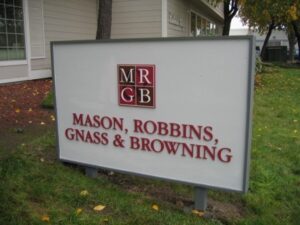 MR
GB
MASON, ROBBINS,
GNASS & BROWNING